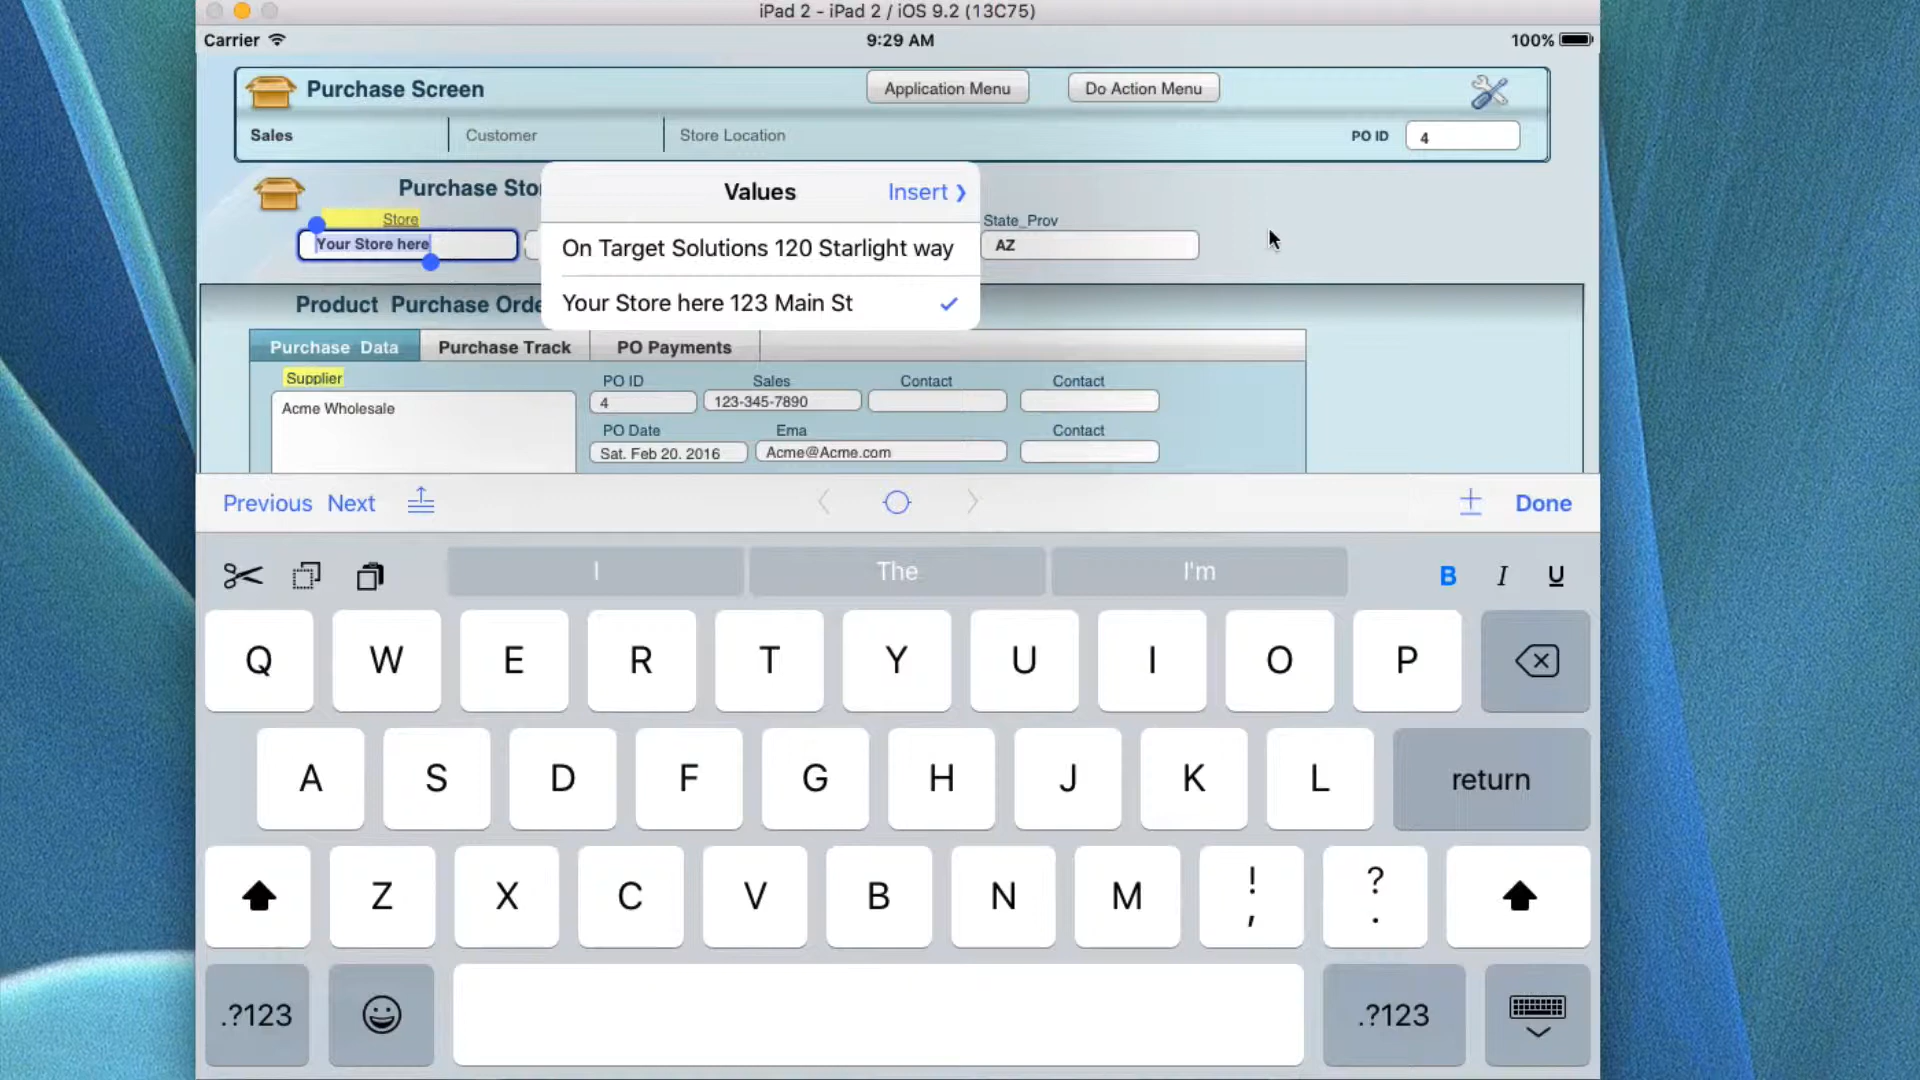 iPad 2 - iPad 2 / iOS 9.2 (13C75)
Carrier 9:29 AM 100%
Purchase Screen Application Menu Do Action Menu
Sales Customer Store Location PO ID 4
Purchase Sto
Values Insert
Store State_Prov
Your Store here AZ
On Target Solutions 120 Starlight way
Your Store here 123 Main St
Product Purchase Orde
Purchase Data Purchase Track PO Payments
Supplier PO ID Sales Contact Contact
Acme Wholesale 4 123-345-7890
PO Date Ema Contact
Sat. Feb 20. 2016 Acme@Acme.com
Previous Next Done
I The I'm B I U
Q W E R T Y U I O P
A S D F G H J K L return
Z X C V B N M ! , ? .
.?123 .?123